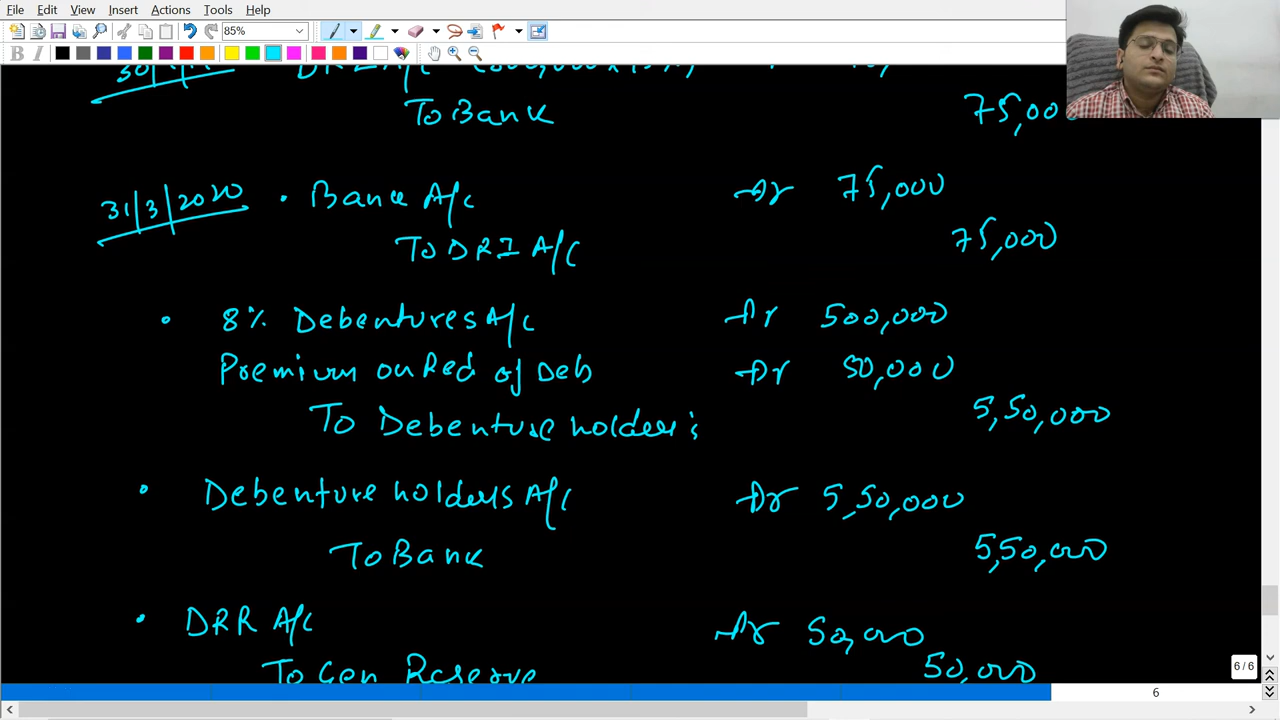 File Edit View Insert Actions Tools Help
85%
B I
To Bank 75,00
31/3/2020 • Bank A/c Dr 75,000
To DRI A/c 75,000
• 8% Debentures A/c Dr 500,000
Premium on Red of Deb Dr 50,000
To Debenture holders 5,50,000
• Debenture holders A/c Dr 5,50,000
To Bank 5,50,000
• DRR A/c Dr 50,000
To Gen Reserve 50,000
6 / 6
6